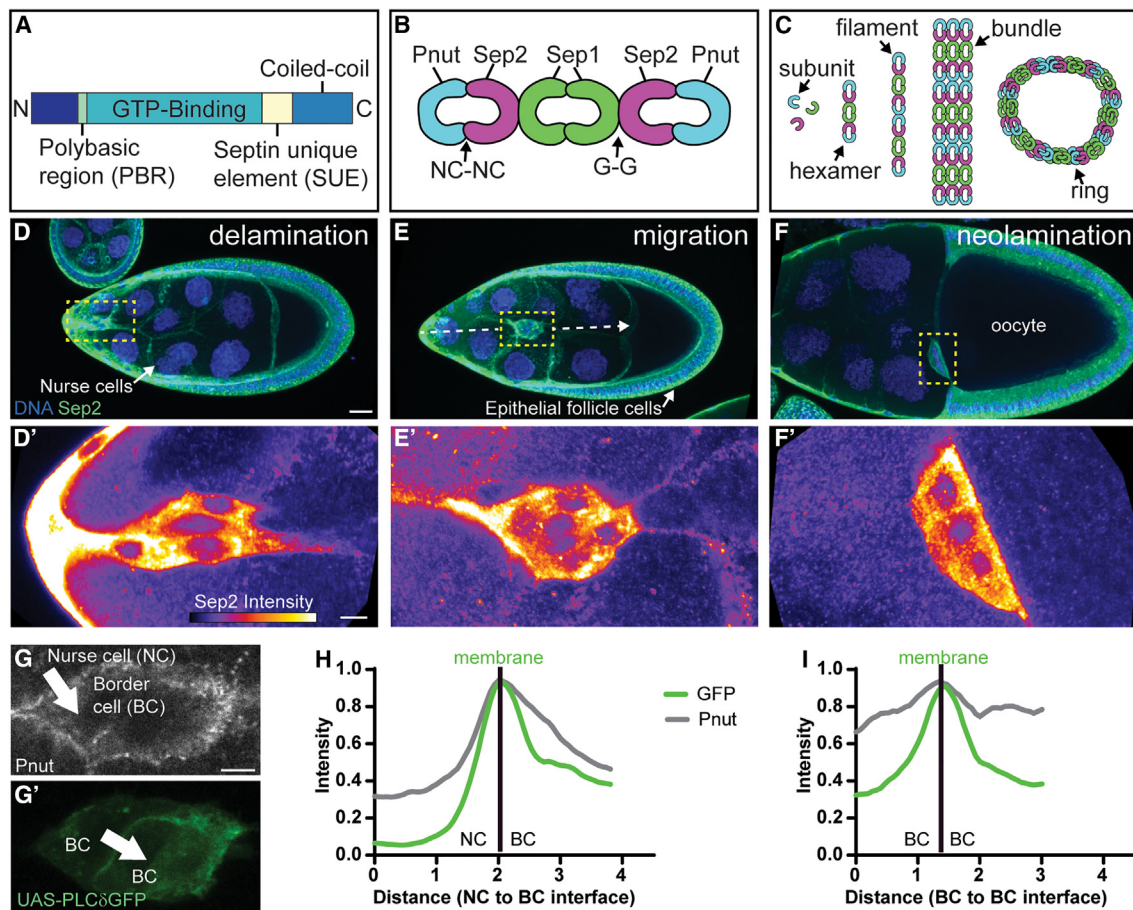 A
N
GTP-Binding
Coiled-coil
C
Polybasic
region (PBR)
Septin unique
element (SUE)
B
Pnut Sep2 Sep1 Sep2 Pnut
NC-NC
G-G
C
filament
bundle
subunit
hexamer
ring
D
delamination
Nurse cells
DNA Sep2
E
migration
Epithelial follicle cells
F
neolamination
oocyte
D'
Sep2 Intensity
E'
F'
G
Nurse cell (NC)
Border
cell (BC)
Pnut
G'
BC
BC
UAS-PLCδGFP
H
membrane
1.0
0.8
0.6
0.4
0.2
0.0
Intensity
NC BC
0 1 2 3 4
Distance (NC to BC interface)
GFP
Pnut
I
membrane
1.0
0.8
0.6
0.4
0.2
0.0
Intensity
BC BC
0 1 2 3 4
Distance (BC to BC interface)